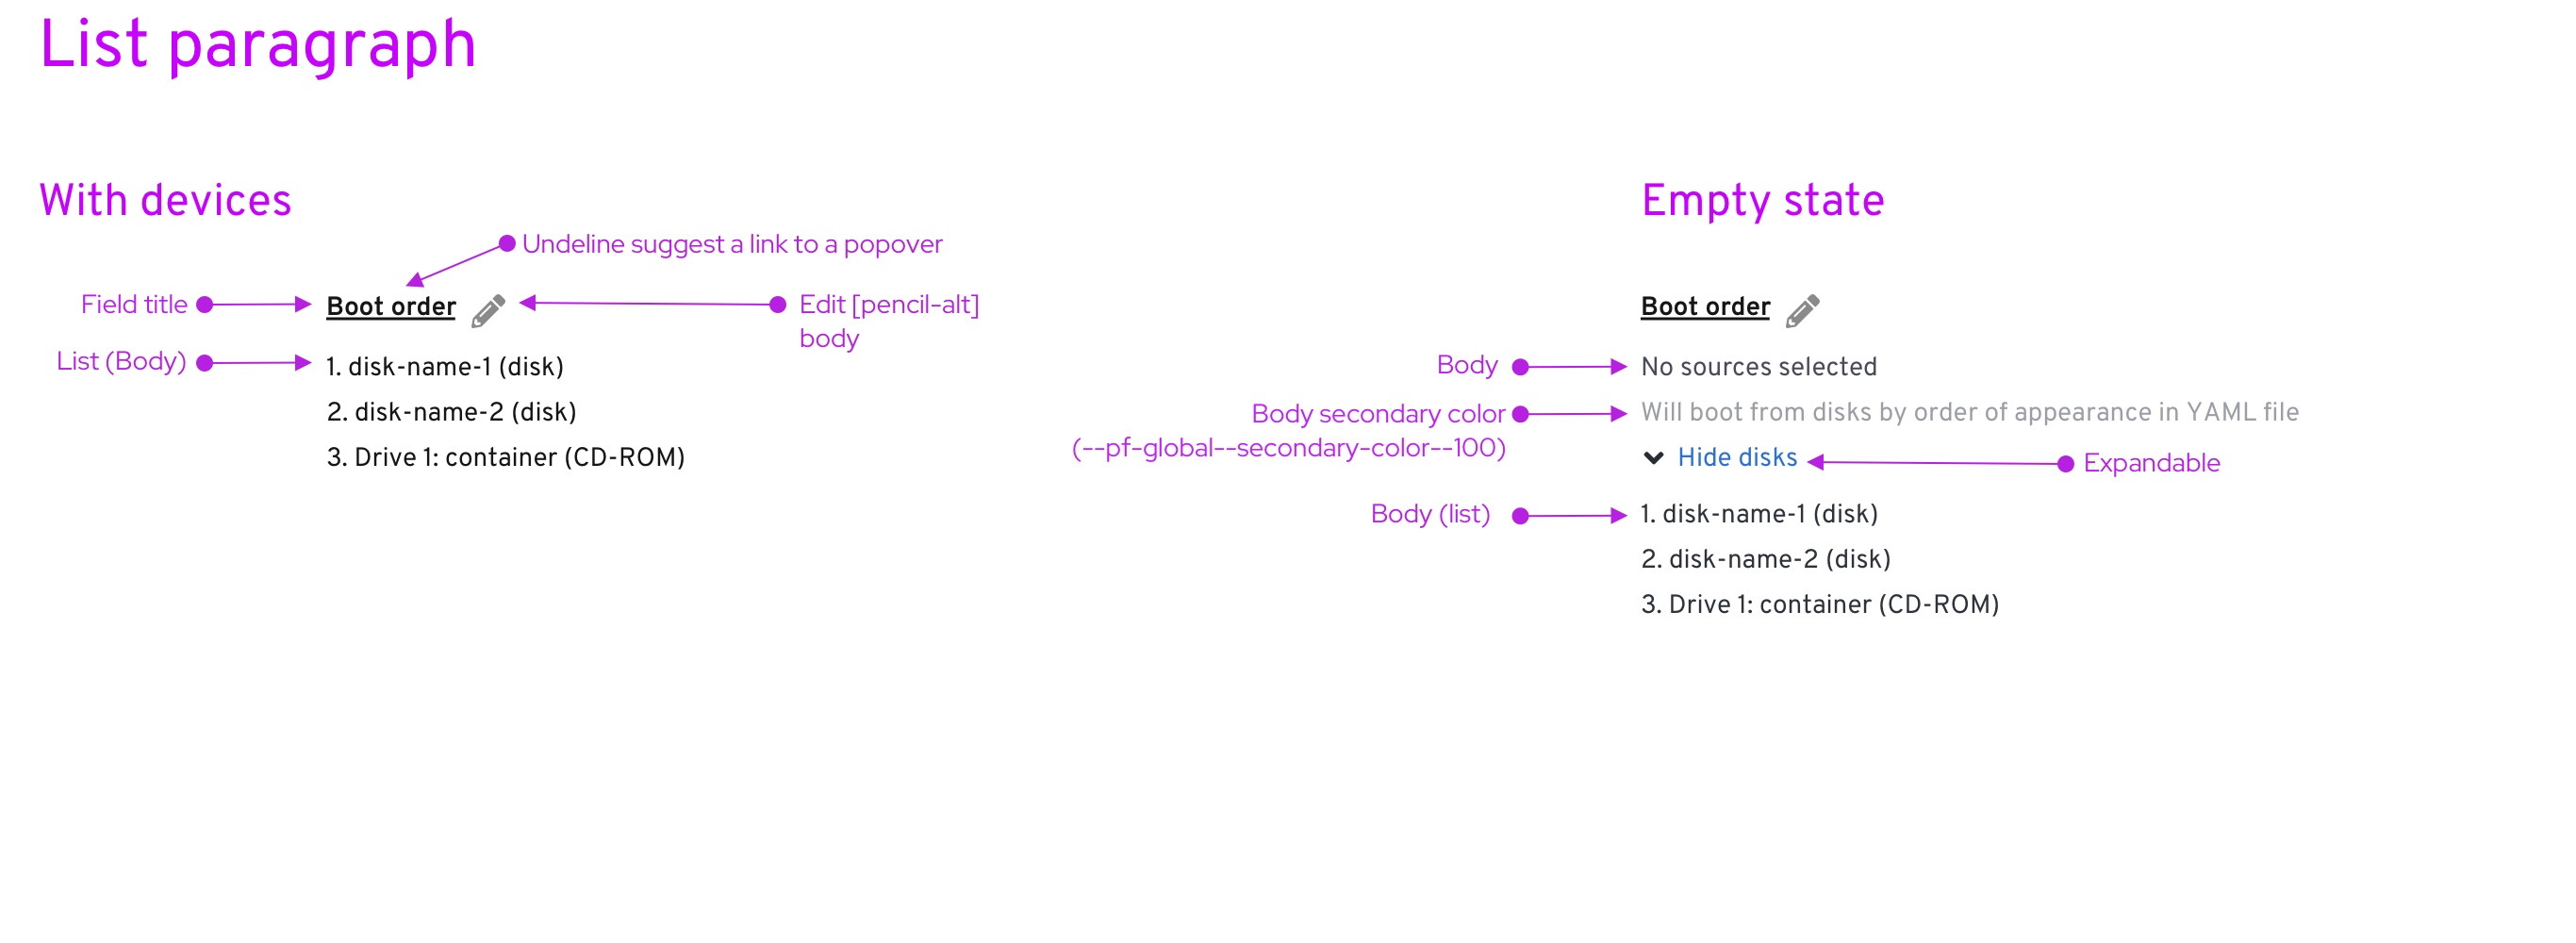 List paragraph
With devices
Undeline suggest a link to a popover
Field title
Boot order
Edit [pencil-alt]
body
List (Body)
1. disk-name-1 (disk)
2. disk-name-2 (disk)
3. Drive 1: container (CD-ROM)
Empty state
Boot order
Body
No sources selected
Body secondary color
(--pf-global--secondary-color--100)
Will boot from disks by order of appearance in YAML file
Hide disks
Expandable
Body (list)
1. disk-name-1 (disk)
2. disk-name-2 (disk)
3. Drive 1: container (CD-ROM)